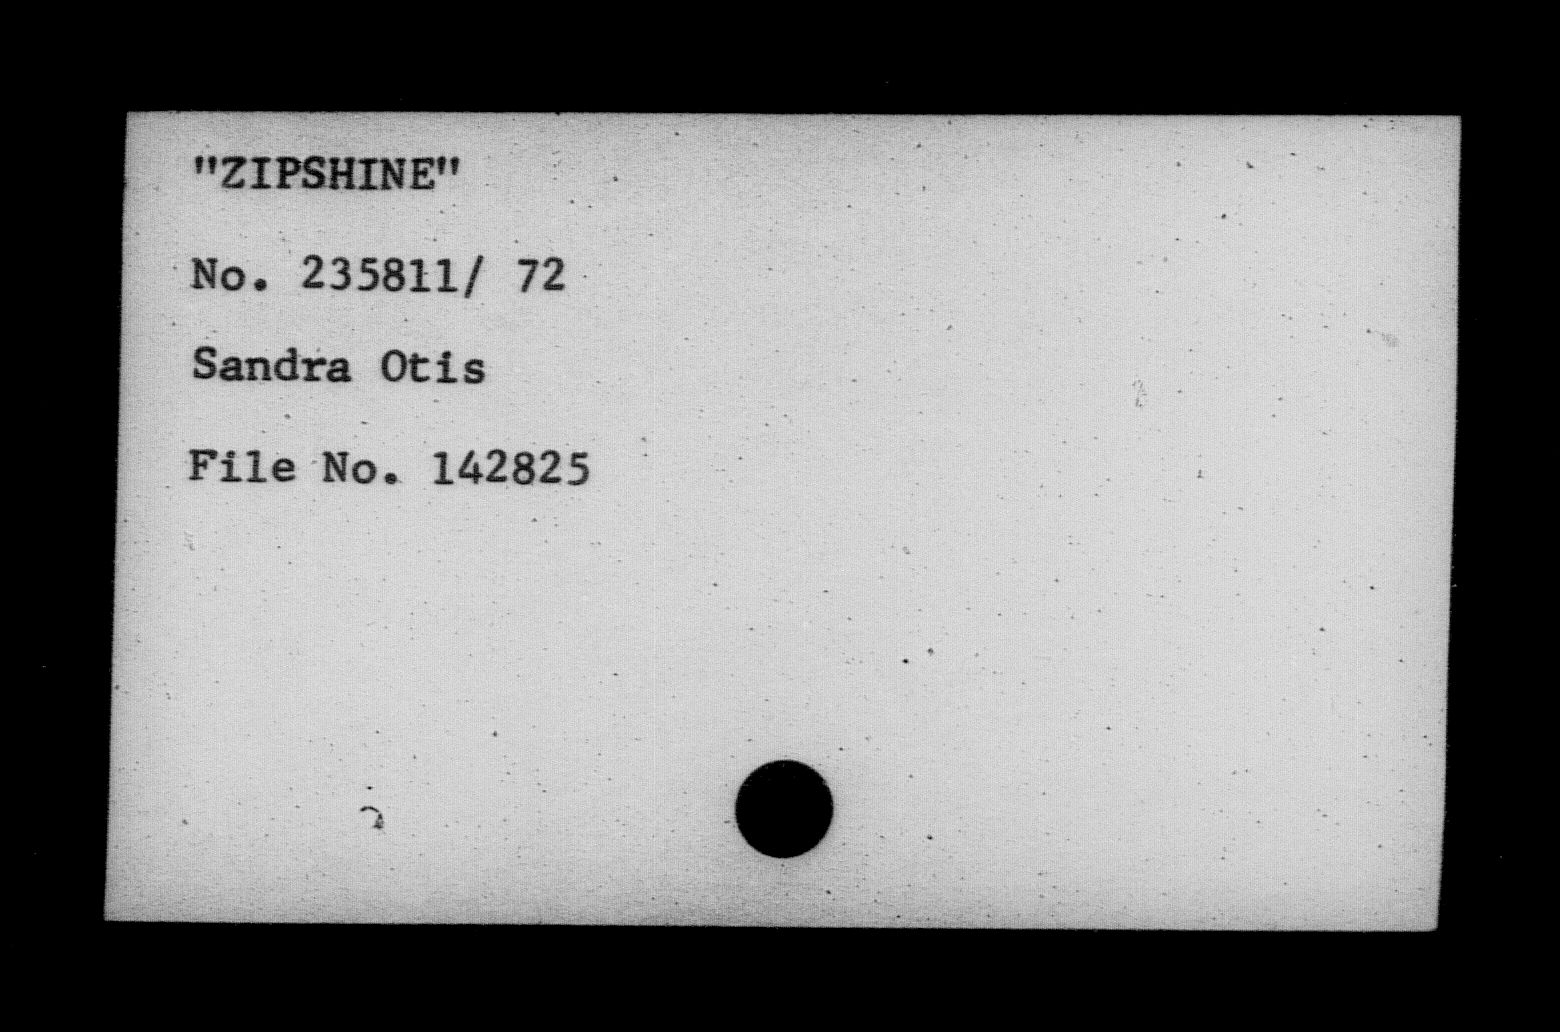 "ZIPSHINE"
No. 235811/ 72
Sandra Otis
File No. 142825